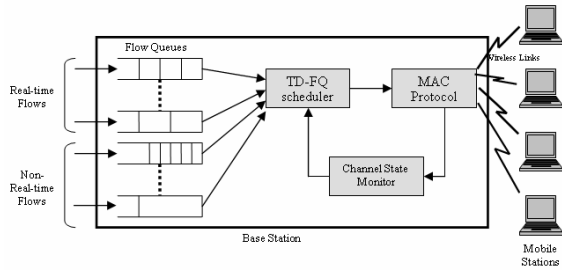 Flow Queues
Real-time
Flows
Non-
Real-time
Flows
TD-FQ
scheduler
MAC
Protocol
Channel State
Monitor
Wireless Links
Base Station
Mobile
Stations